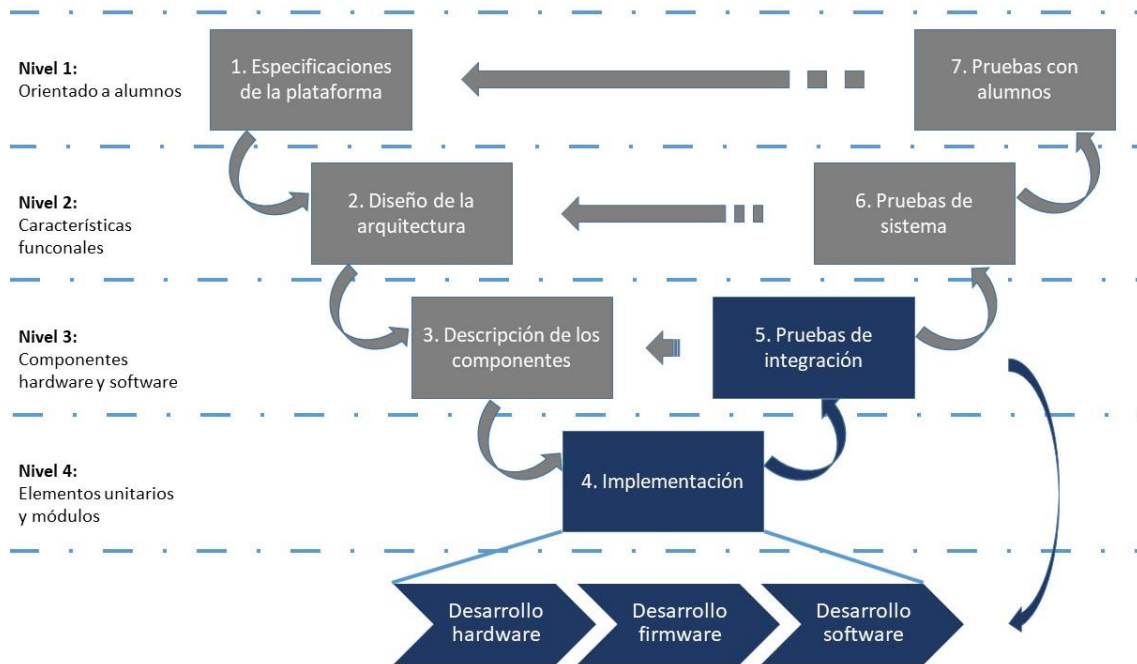 Nivel 1:
Orientado a alumnos
1. Especificaciones
de la plataforma
7. Pruebas con
alumnos
Nivel 2:
Características
funconales
2. Diseño de la
arquitectura
6. Pruebas de
sistema
Nivel 3:
Componentes
hardware y software
3. Descripción de los
componentes
5. Pruebas de
integración
Nivel 4:
Elementos unitarios
y módulos
4. Implementación
Desarrollo
hardware
Desarrollo
firmware
Desarrollo
software